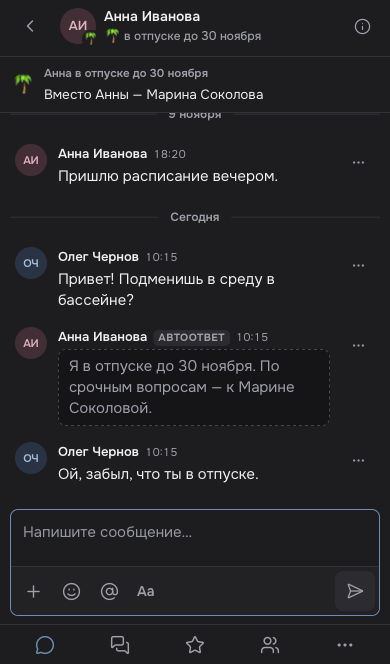 АИ
Анна Иванова
в отпуске до 30 ноября
Анна в отпуске до 30 ноября
Вместо Анны — Марина Соколова
9 ноября
АИ
Анна Иванова 18:20
Пришлю расписание вечером.
Сегодня
ОЧ
Олег Чернов 10:15
Привет! Подменишь в среду в
бассейне?
АИ
Анна Иванова АВТООТВЕТ 10:15
Я в отпуске до 30 ноября. По
срочным вопросам — к Марине
Соколовой.
ОЧ
Олег Чернов 10:15
Ой, забыл, что ты в отпуске.
Напишите сообщение...
Aa